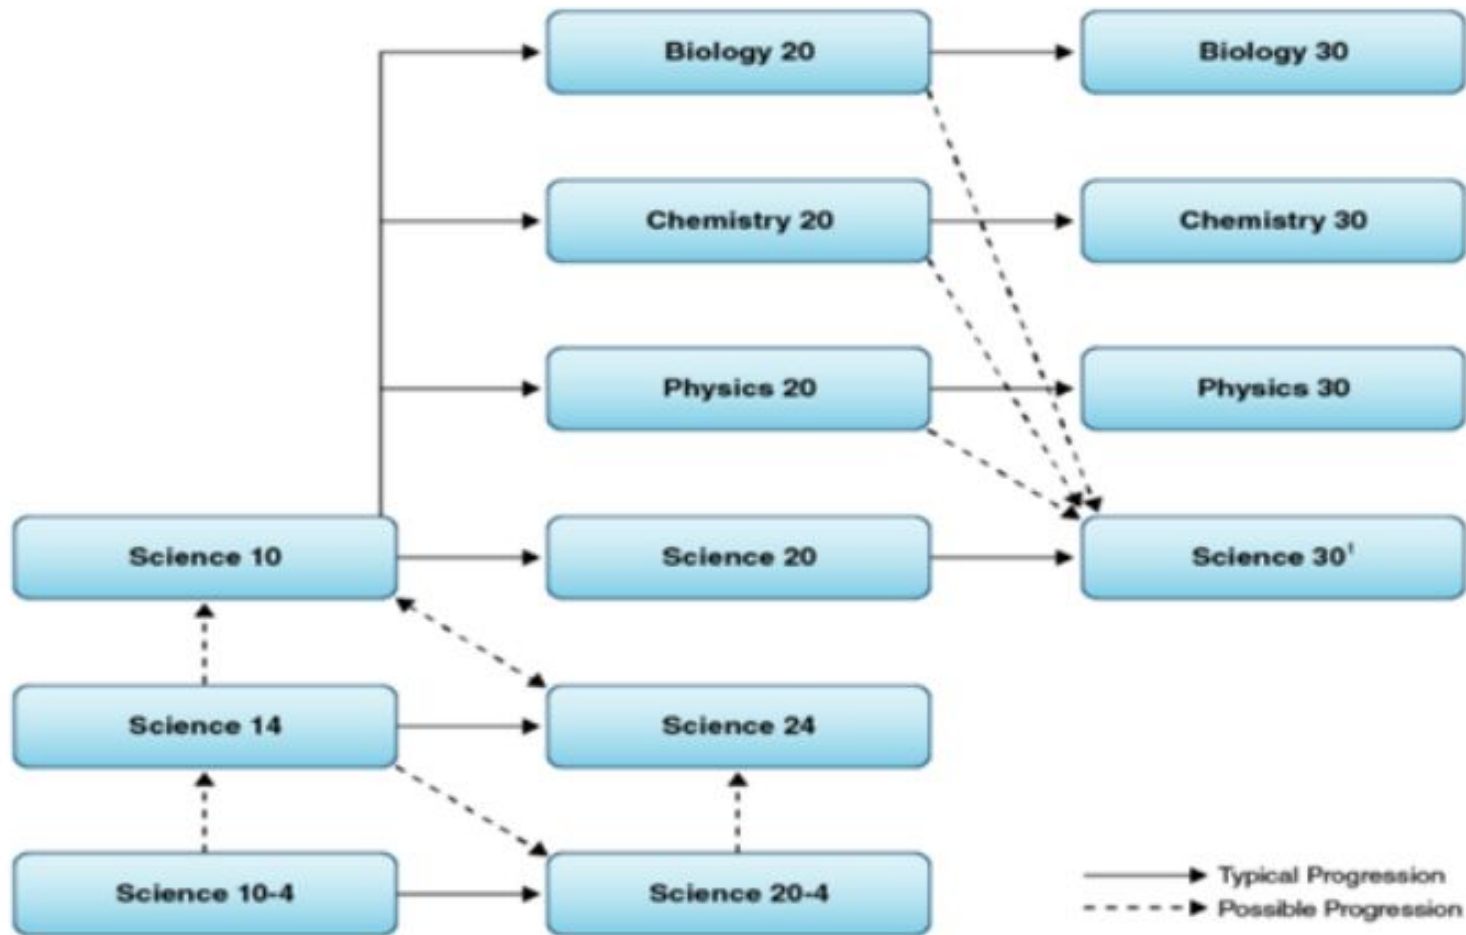 Biology 20
Biology 30
Chemistry 20
Chemistry 30
Physics 20
Physics 30
Science 10
Science 20
Science 30¹
Science 14
Science 24
Science 10-4
Science 20-4
Typical Progression
Possible Progression